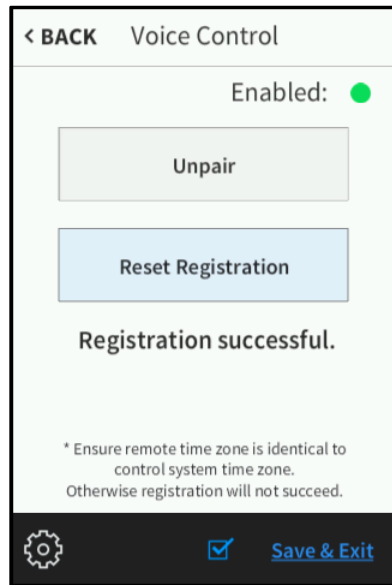 < BACK Voice Control
Enabled:
Unpair
Reset Registration
Registration successful.
* Ensure remote time zone is identical to
control system time zone.
Otherwise registration will not succeed.
Save & Exit